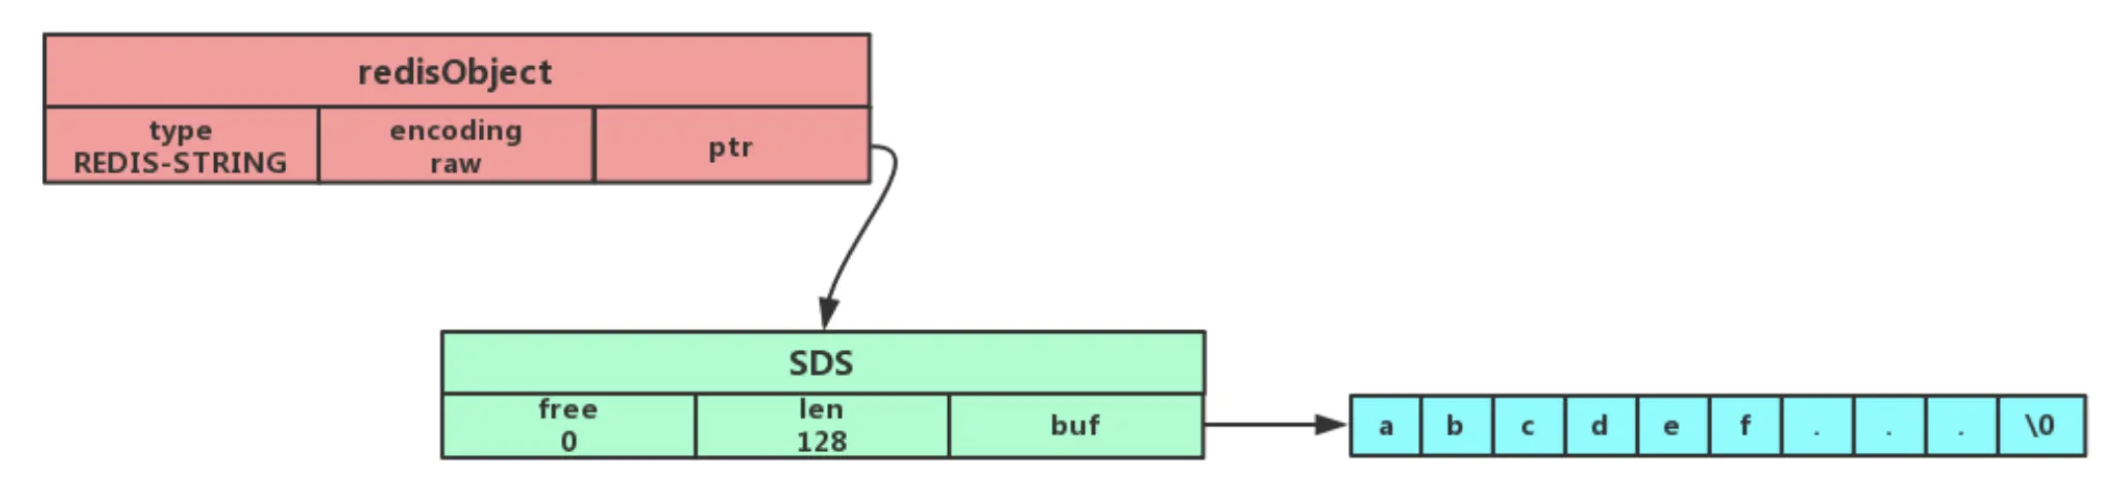 redisObject
type
REDIS-STRING
encoding
raw
ptr
SDS
free
0
len
128
buf
a b c d e f . . . \0